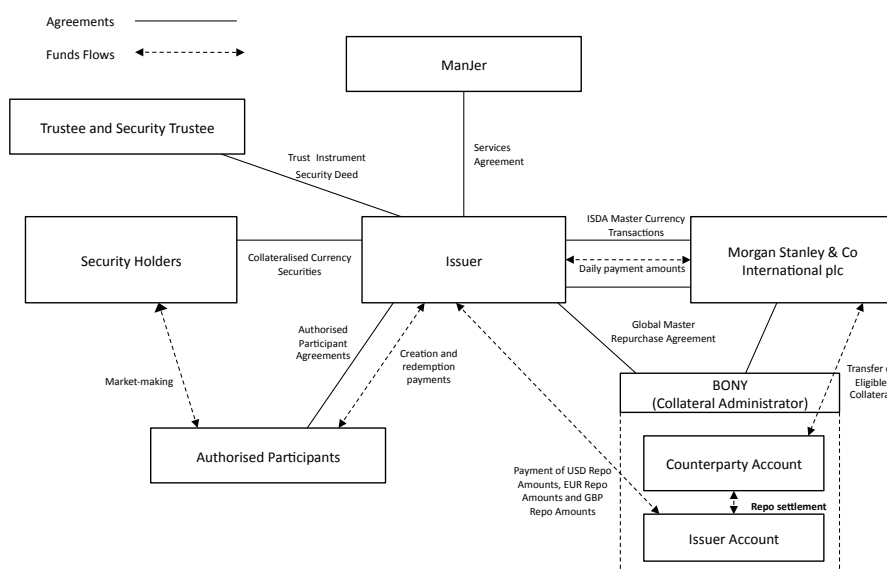 Agreements
Funds Flows
ManJer
Trustee and Security Trustee
Trust Instrument
Security Deed
Services
Agreement
ISDA Master Currency
Transactions
Security Holders
Collateralised Currency
Securities
Issuer
Daily payment amounts
Morgan Stanley & Co
International plc
Authorised
Participant
Agreements
Creation and
redemption
payments
Global Master
Repurchase Agreement
Market-making
BONY
(Collateral Administrator)
Transfer
Eligible
Collatera
Authorised Participants
Counterparty Account
Payment of USD Repo
Amounts, EUR Repo
Amounts and GBP
Repo Amounts
Repo settlement
Issuer Account